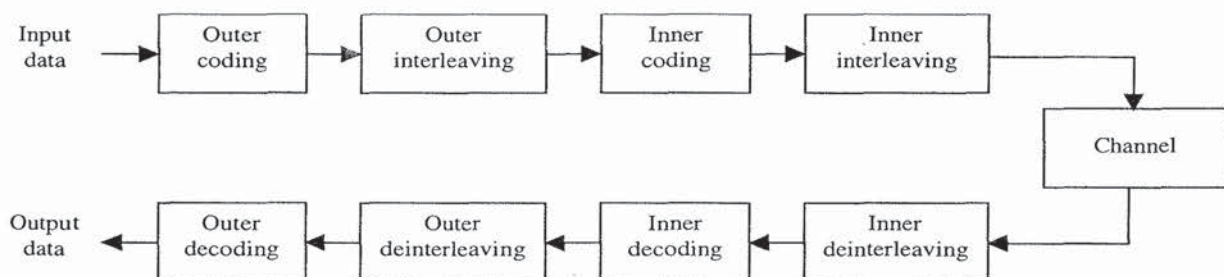 Input
data
Outer
coding
Outer
interleaving
Inner
coding
Inner
interleaving
Channel
Output
data
Outer
decoding
Outer
deinterleaving
Inner
decoding
Inner
deinterleaving